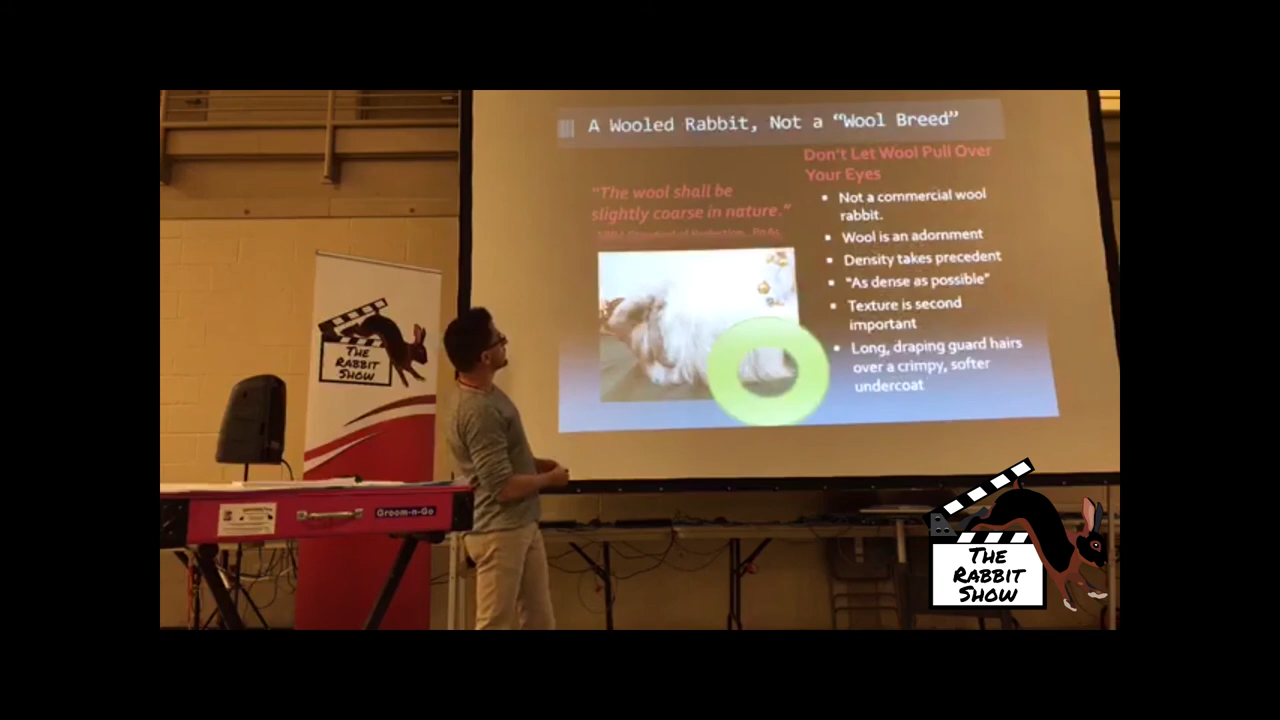 A Wooled Rabbit, Not a “Wool Breed”
Don't Let Wool Pull Over
Your Eyes
“The wool shall be
slightly coarse in nature.”
Not a commercial wool
rabbit.
Wool is an adornment
Density takes precedent
“As dense as possible”
Texture is second
important
Long, draping guard hairs
over a crimpy, softer
undercoat
THE
RABBIT
SHOW
Groom-n-Go
THE
RABBIT
SHOW